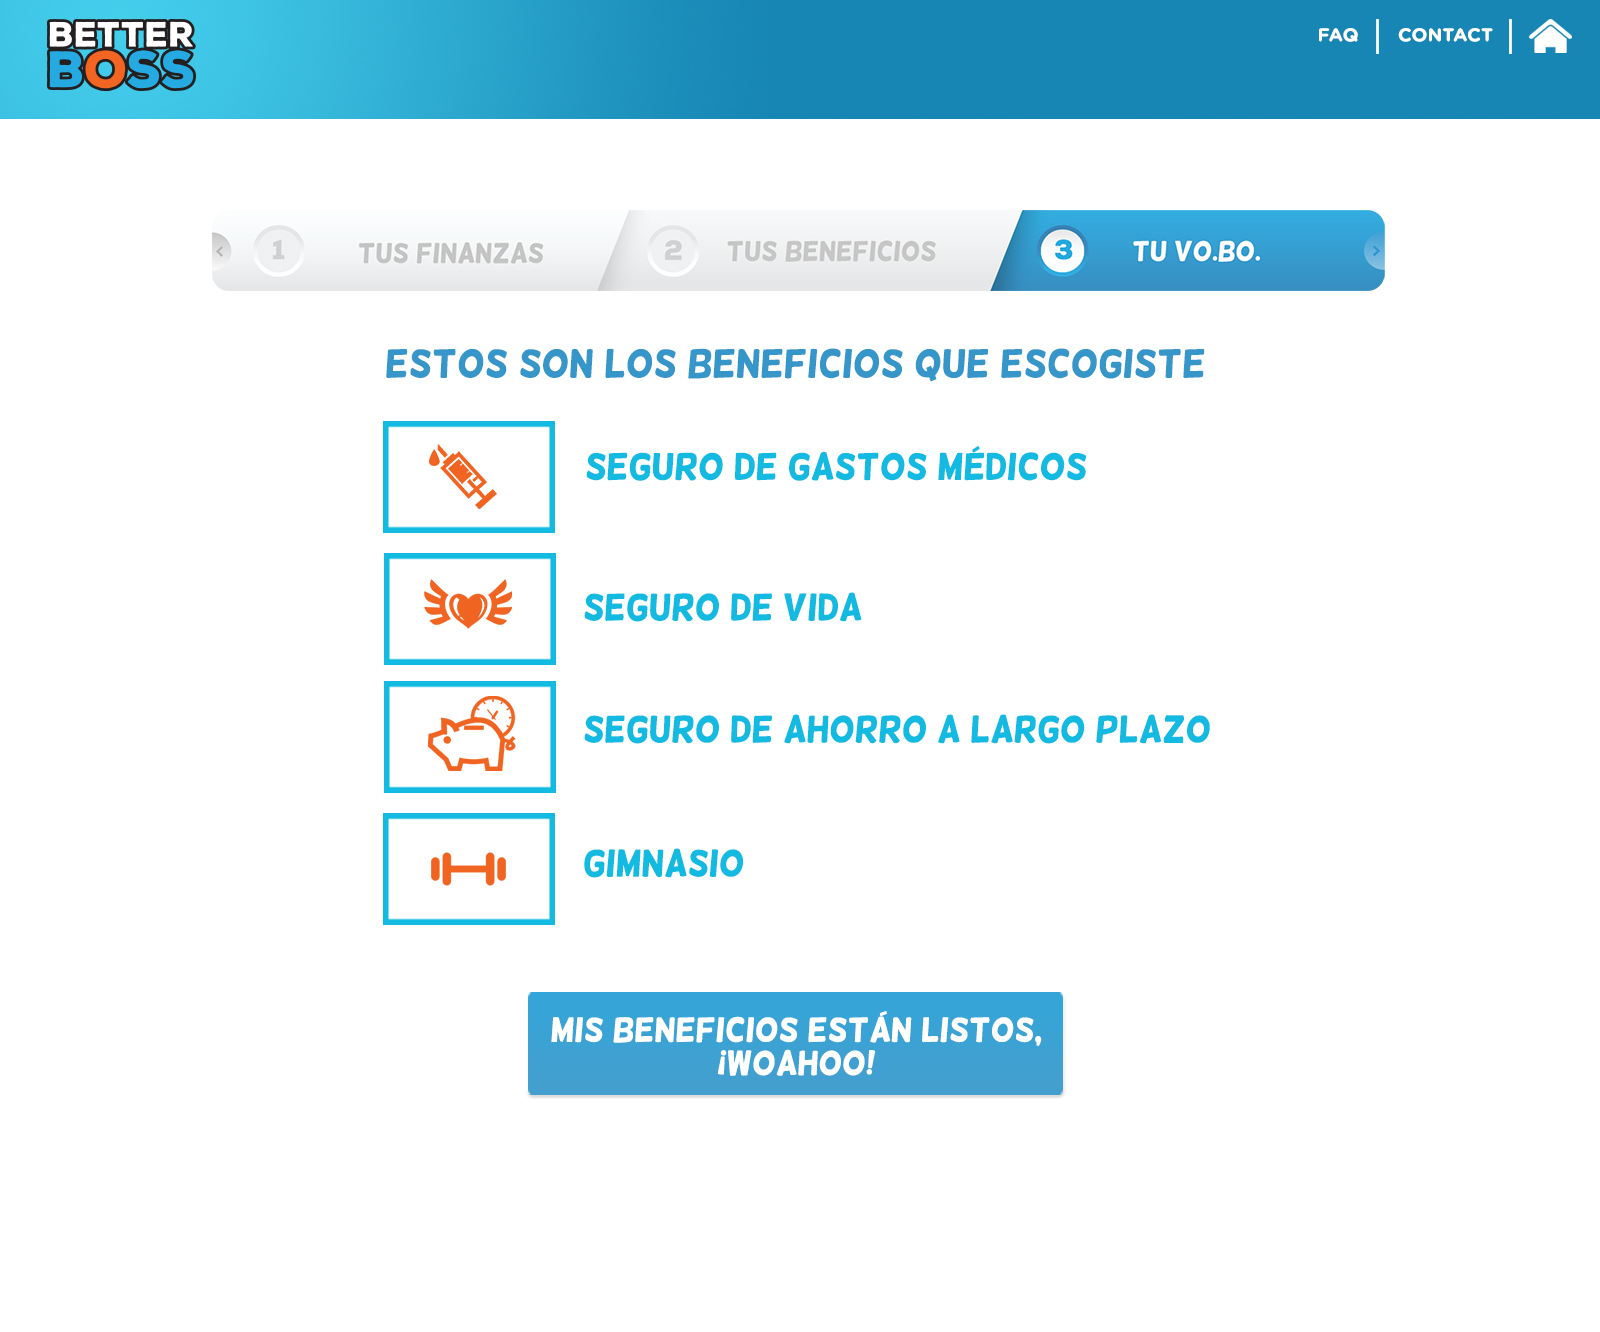 BETTER
BOSS
FAQ
CONTACT
1
TUS FINANZAS
2
TUS BENEFICIOS
3
TU VO.BO.
ESTOS SON LOS BENEFICIOS QUE ESCOGISTE
SEGURO DE GASTOS MÉDICOS
SEGURO DE VIDA
SEGURO DE AHORRO A LARGO PLAZO
GIMNASIO
MIS BENEFICIOS ESTÁN LISTOS,
¡WOAHOO!